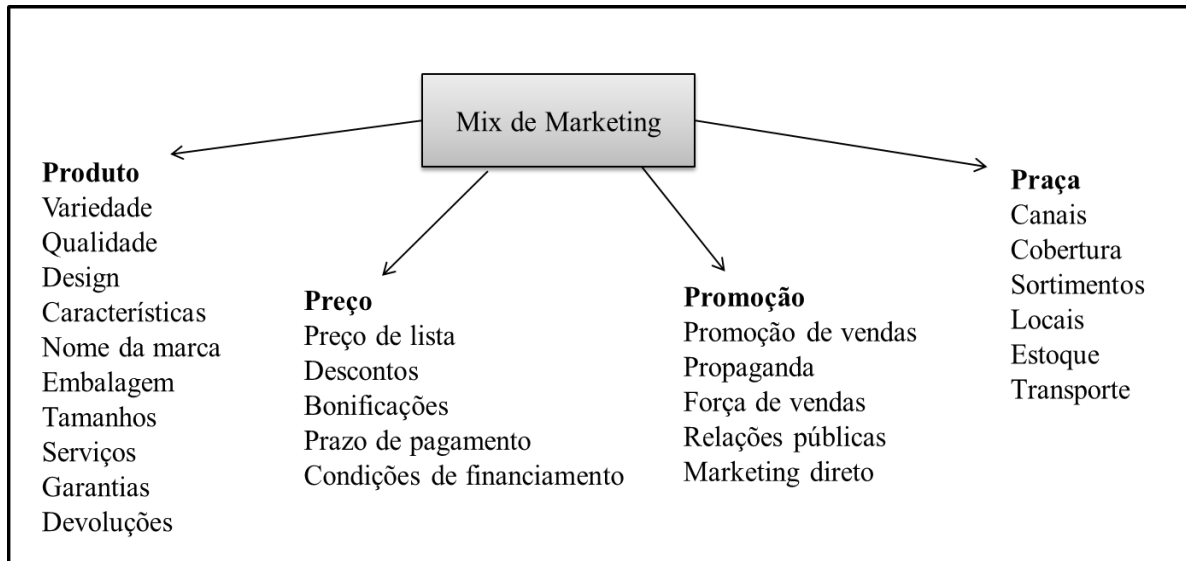 Mix de Marketing
Produto
Variedade
Qualidade
Design
Características
Nome da marca
Embalagem
Tamanhos
Serviços
Garantias
Devoluções
Preço
Preço de lista
Descontos
Bonificações
Prazo de pagamento
Condições de financiamento
Promoção
Promoção de vendas
Propaganda
Força de vendas
Relações públicas
Marketing direto
Praça
Canais
Cobertura
Sortimentos
Locais
Estoque
Transporte